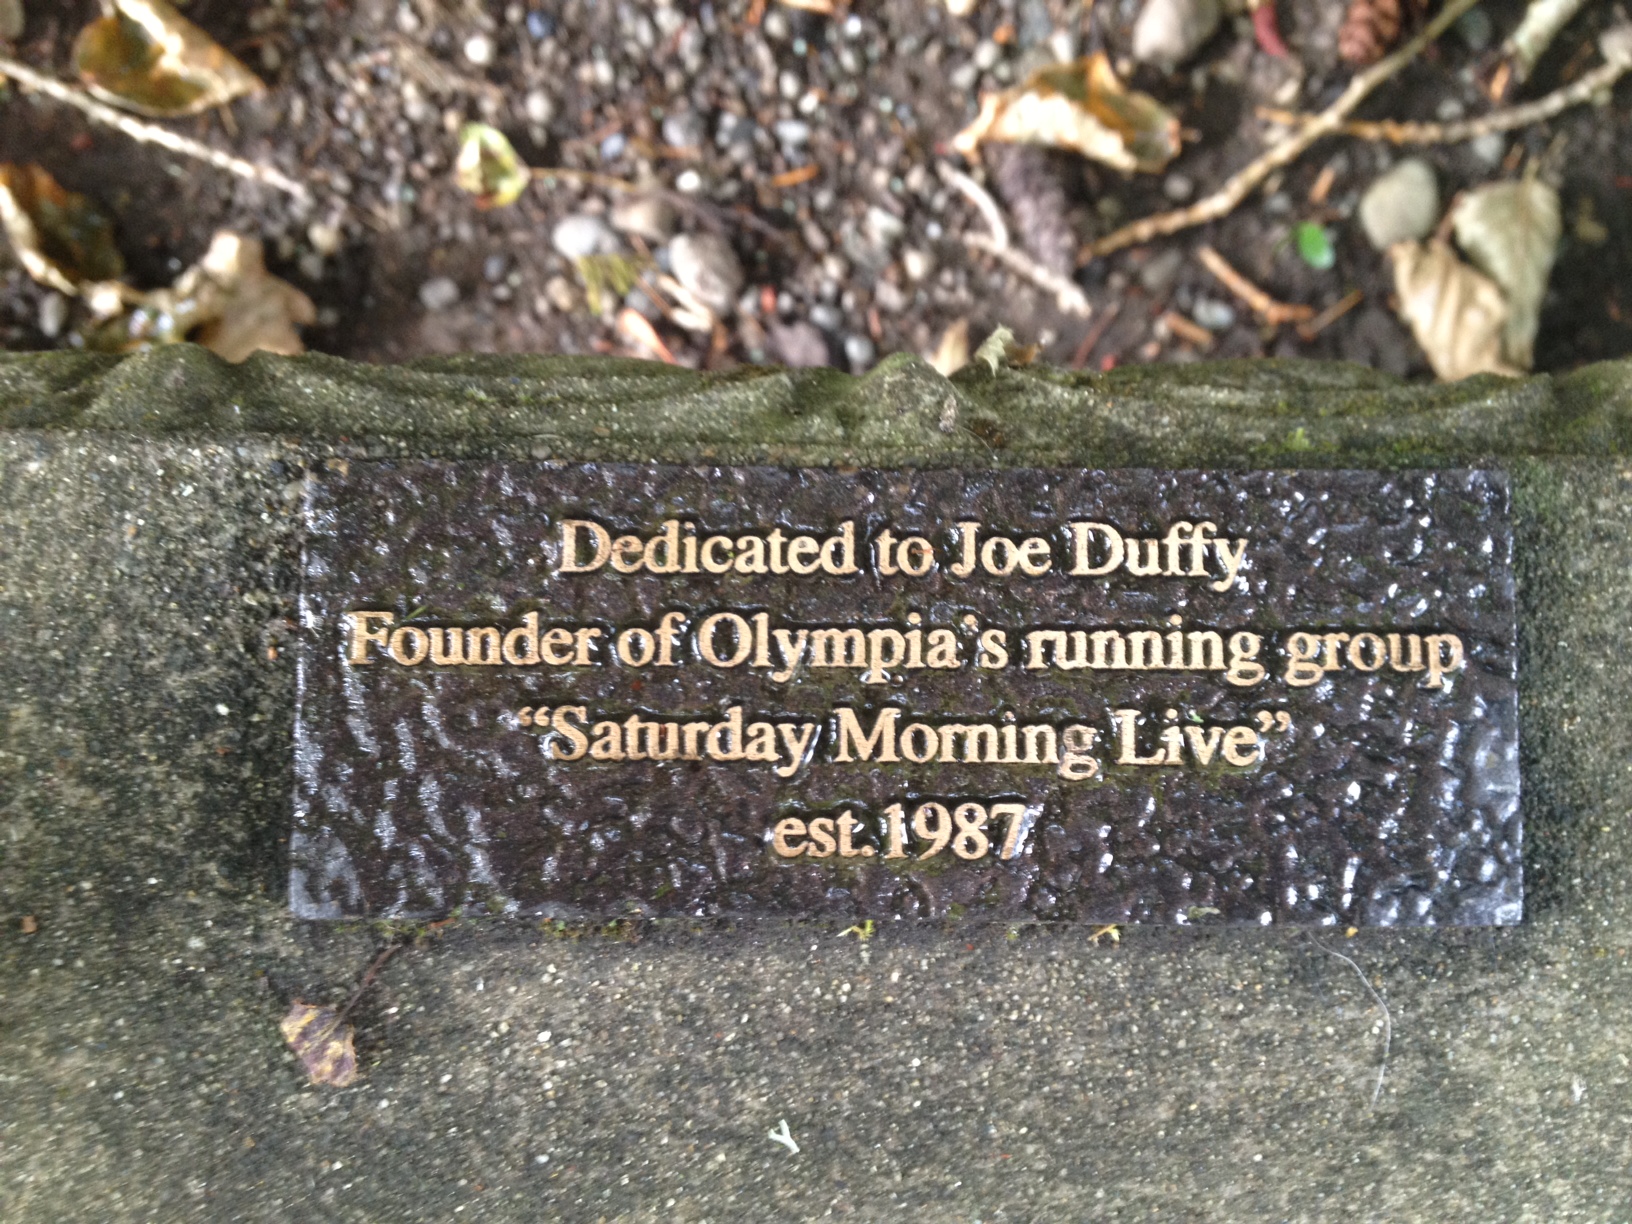 Dedicated to Joe Duffy
Founder of Olympia's running group
“Saturday Morning Live”
est.1987